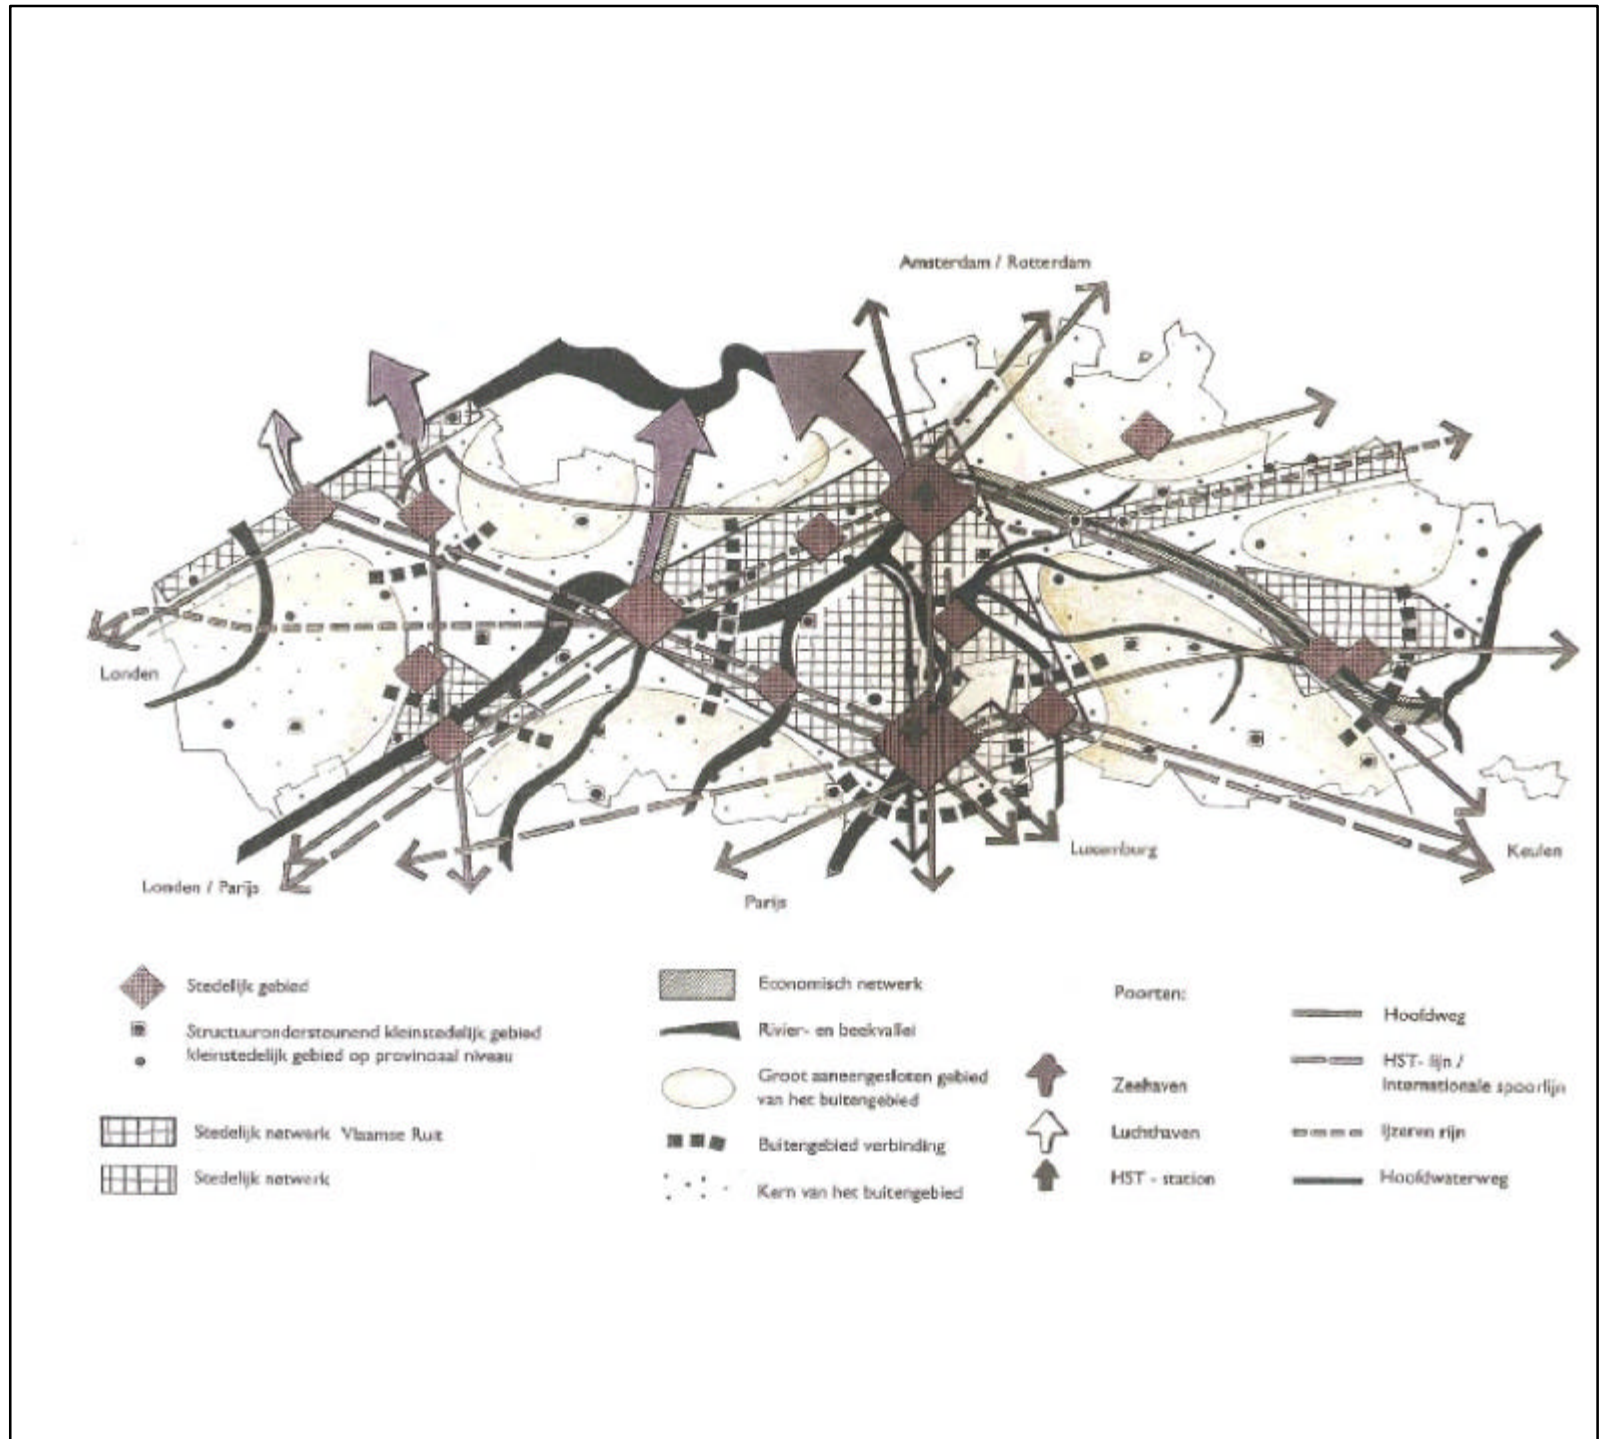 Amsterdam / Rotterdam
Londen
Londen / Parijs
Parijs
Luxemburg
Keulen
Stedelijk gebied
Structuurondersteunend kleinstedelijk gebied
kleinstedelijk gebied op provinciaal niveau
Stedelijk netwerk Vlaamse Ruit
Stedelijk netwerk
Economisch netwerk
Rivier- en beekvallei
Groot aaneengesloten gebied
van het buitengebied
Buitengebied verbinding
Kern van het buitengebied
Poorten:
Zeehaven
Luchthaven
HST - station
Hoofdweg
HST- lijn /
Internationale spoorlijn
Ijzeren rijn
Hoofdwaterweg